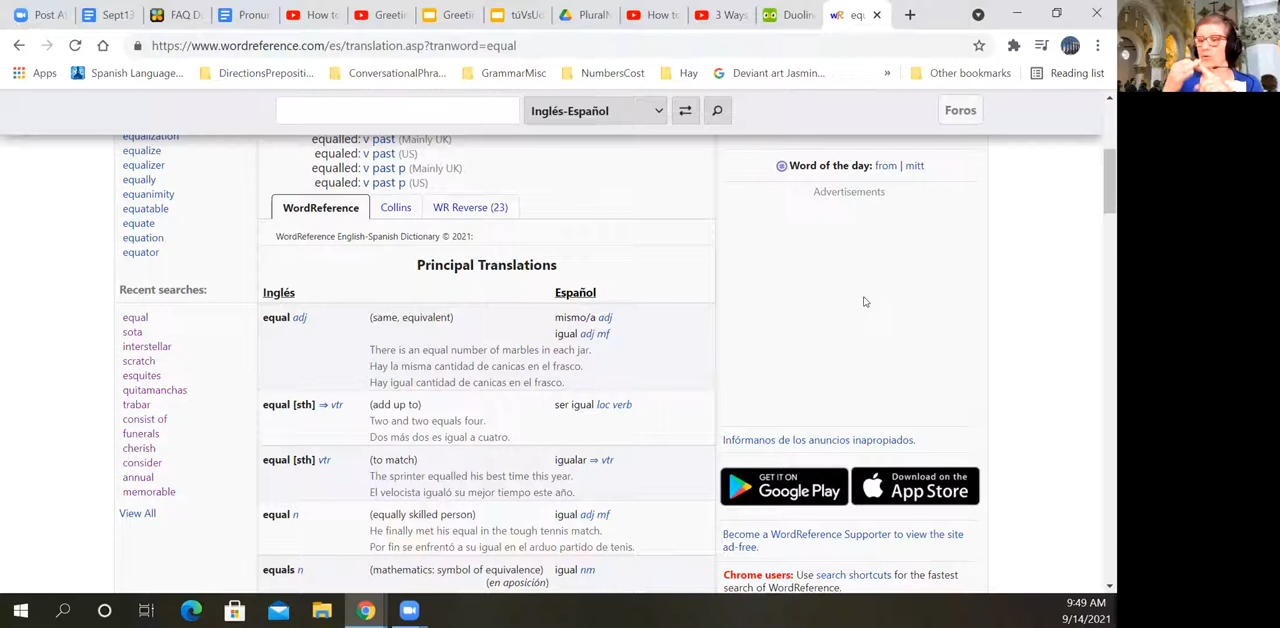 Post A
Sept13
FAQ D
Pronun
How to
Greetin
Greetin
túVsUd
PluralN
How to
3 Ways
Duolin
equ
https://www.wordreference.com/es/translation.asp?tranword=equal
Apps
Spanish Language...
DirectionsPrepositi...
ConversationalPhra...
GrammarMisc
NumbersCost
Hay
Deviant art Jasmin...
»
Other bookmarks
Reading list
Inglés-Español
Foros
equalization
equalize
equalizer
equally
equanimity
equatable
equate
equation
equator
Recent searches:
equal
sota
interstellar
scratch
esquites
quitamanchas
trabar
consist of
funerals
cherish
consider
annual
memorable
View All
equalled: v past (Mainly UK)
equaled: v past (US)
equalled: v past p (Mainly UK)
equaled: v past p (US)
WordReference
Collins
WR Reverse (23)
WordReference English-Spanish Dictionary © 2021:
Principal Translations
Inglés Español
equal adj (same, equivalent) mismo/a adj
igual adj mf
There is an equal number of marbles in each jar.
Hay la misma cantidad de canicas en el frasco.
Hay igual cantidad de canicas en el frasco.
equal [sth] ⇒ vtr (add up to) ser igual loc verb
Two and two equals four.
Dos más dos es igual a cuatro.
equal [sth] vtr (to match) igualar ⇒ vtr
The sprinter equalled his best time this year.
El velocista igualó su mejor tiempo este año.
equal n (equally skilled person) igual adj mf
He finally met his equal in the tough tennis match.
Por fin se enfrentó a su igual en el arduo partido de tenis.
equals n (mathematics: symbol of equivalence) igual nm
(en aposición)
Word of the day: from | mitt
Advertisements
Infórmanos de los anuncios inapropiados.
GET IT ON
Google Play
Download on the
App Store
Become a WordReference Supporter to view the site
ad-free.
Chrome users: Use search shortcuts for the fastest
search of WordReference.
9:49 AM
9/14/2021